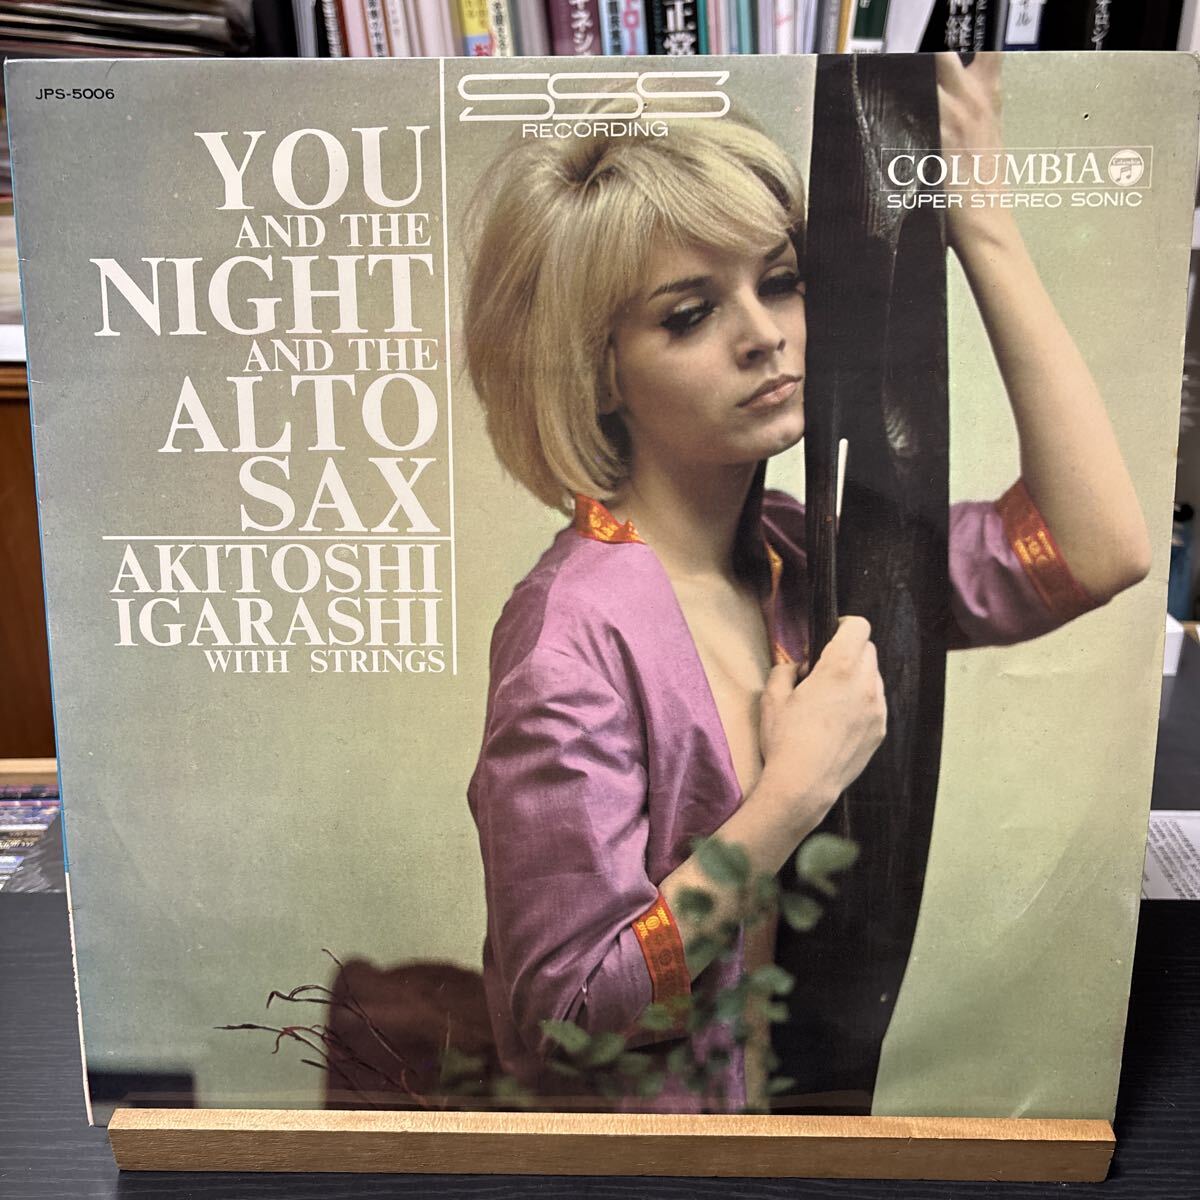 JPS-5006
SSS
RECORDING
YOU
AND THE
NIGHT
AND THE
ALTO
SAX
AKITOSHI
IGARASHI
WITH STRINGS
COLUMBIA
Columbia
SUPER STEREO SONIC